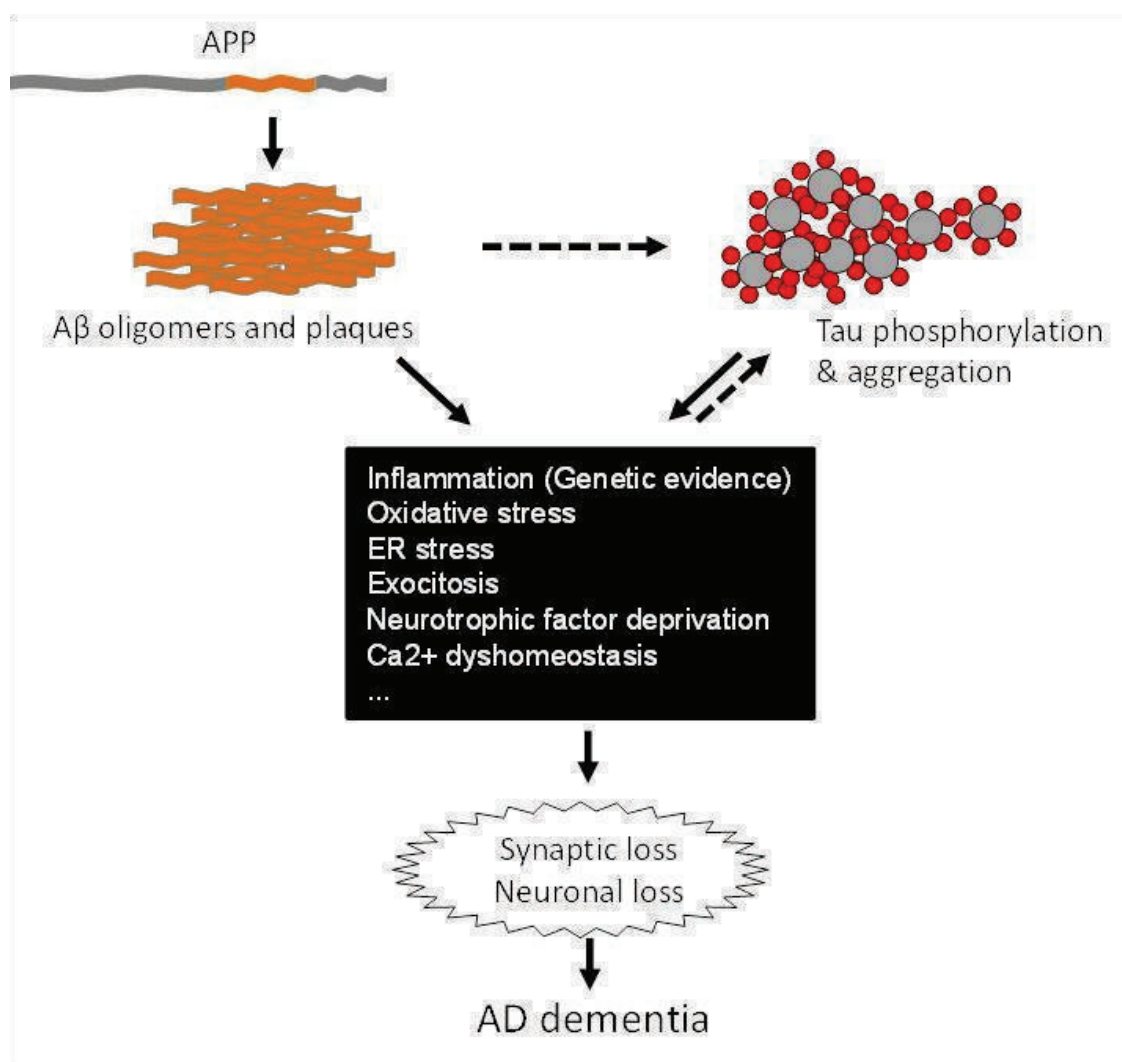 APP
Aβ oligomers and plaques
Tau phosphorylation
& aggregation
Inflammation (Genetic evidence)
Oxidative stress
ER stress
Exocitosis
Neurotrophic factor deprivation
Ca2+ dyshomeostasis
...
Synaptic loss
Neuronal loss
AD dementia